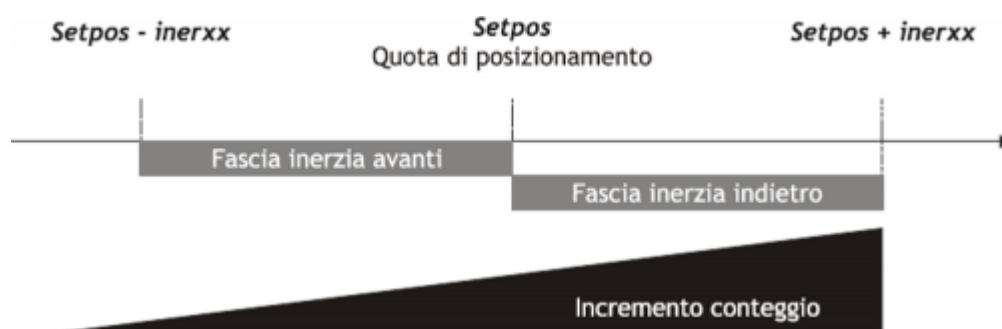 Setpos - inerxx
Setpos
Quota di posizionamento
Setpos + inerxx
Fascia inerzia avanti
Fascia inerzia indietro
Incremento conteggio